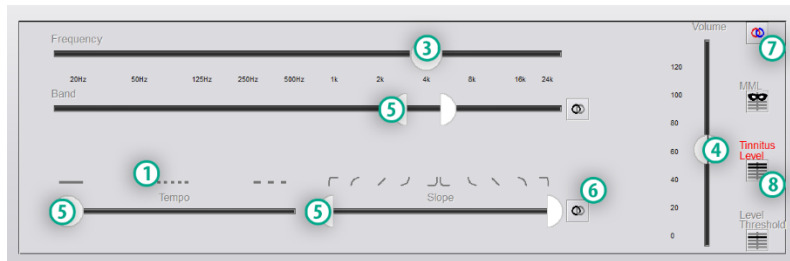 Frequency
Volume
7
3
20Hz 50Hz 125Hz 250Hz 500Hz 1k 2k 4k 8k 16k 24k
120
Band
100
MML
5
80
1
Tinnitus
Level
60
4
40
8
Tempo
Slope
6
5
5
20
Level
Threshold
0